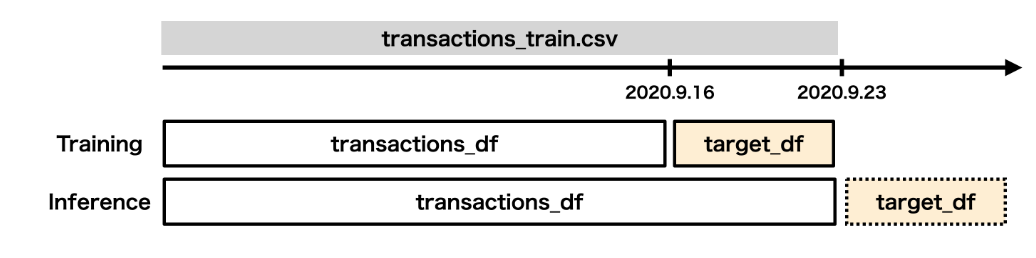 transactions_train.csv
2020.9.16 2020.9.23
Training transactions_df target_df
Inference transactions_df target_df